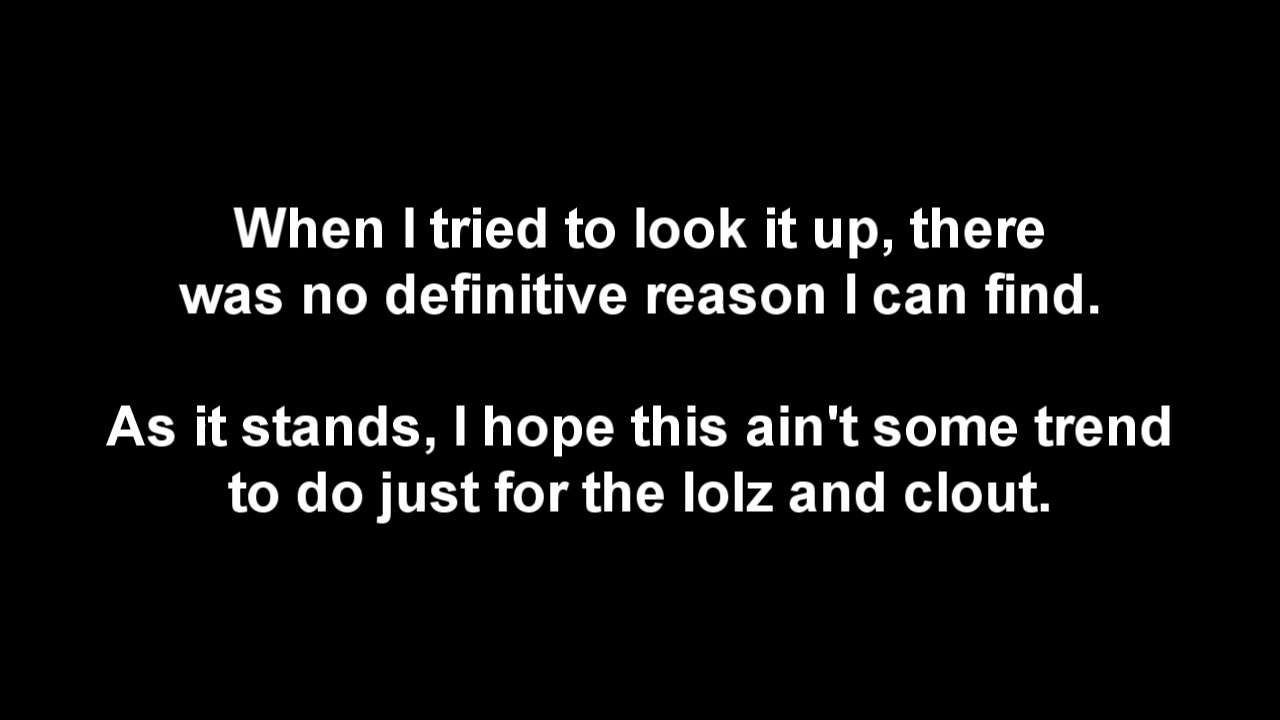 When I tried to look it up, there
was no definitive reason I can find.
As it stands, I hope this ain't some trend
to do just for the lolz and clout.